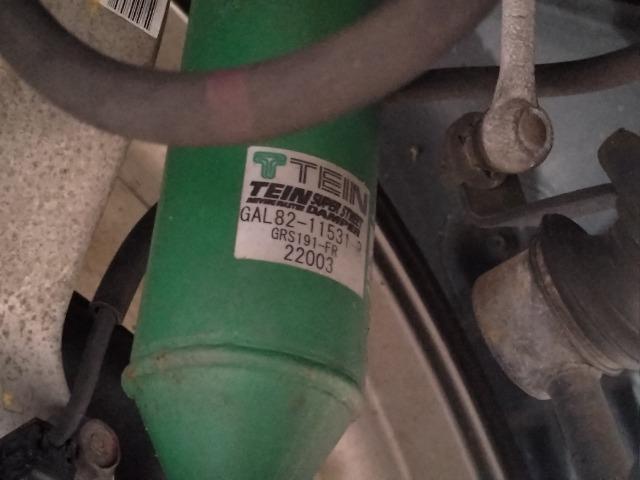 TEIN
TEIN SUPER STREET
DAMPER
GAL82-11531
GRS191-FR
22003